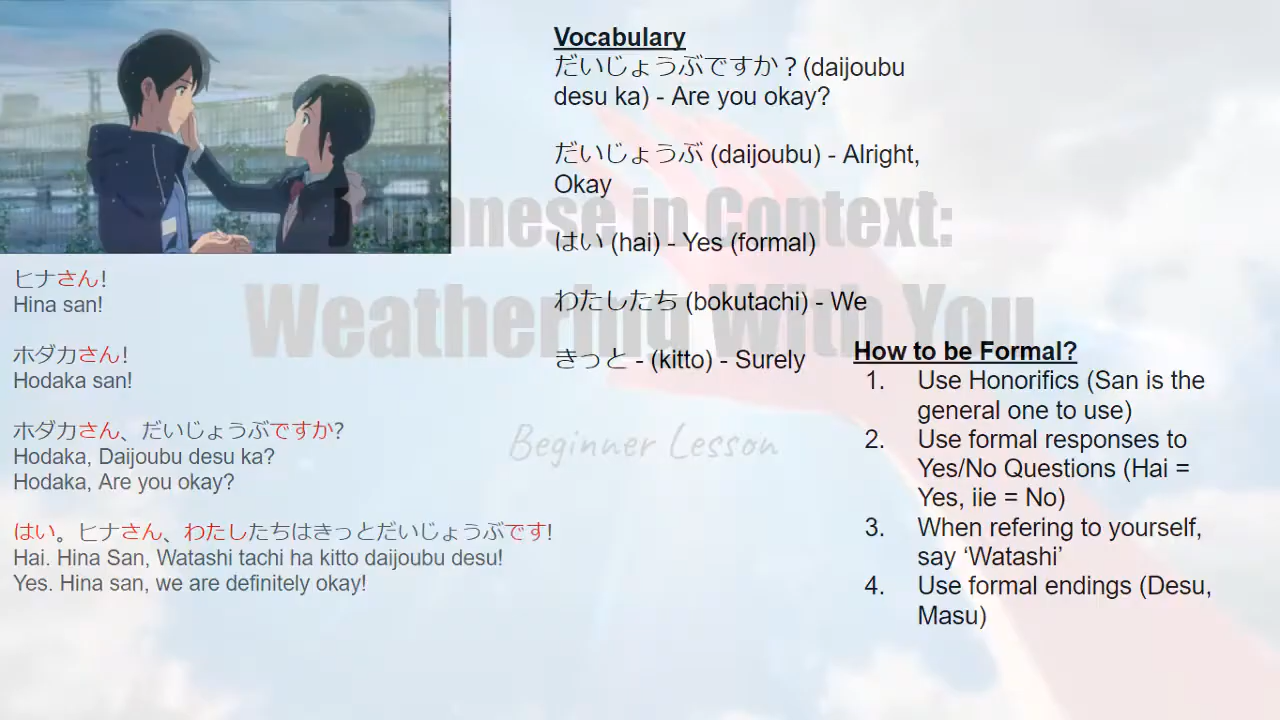 ヒナさん!
Hina san!
ホダカさん!
Hodaka san!
ホダカさん、だいじょうぶですか?
Hodaka, Daijoubu desu ka?
Hodaka, Are you okay?
はい。ヒナさん、わたしたちはきっとだいじょうぶです!
Hai. Hina San, Watashi tachi ha kitto daijoubu desu!
Yes. Hina san, we are definitely okay!
Vocabulary
だいじょうぶですか？(daijoubu
desu ka) - Are you okay?
だいじょうぶ (daijoubu) - Alright,
Okay
はい (hai) - Yes (formal)
わたしたち (bokutachi) - We
きっと - (kitto) - Surely
How to be Formal?
1. Use Honorifics (San is the
general one to use)
2. Use formal responses to
Yes/No Questions (Hai =
Yes, iie = No)
3. When refering to yourself,
say ‘Watashi’
4. Use formal endings (Desu,
Masu)
Japanese in Context:
Weathering With You
Beginner Lesson